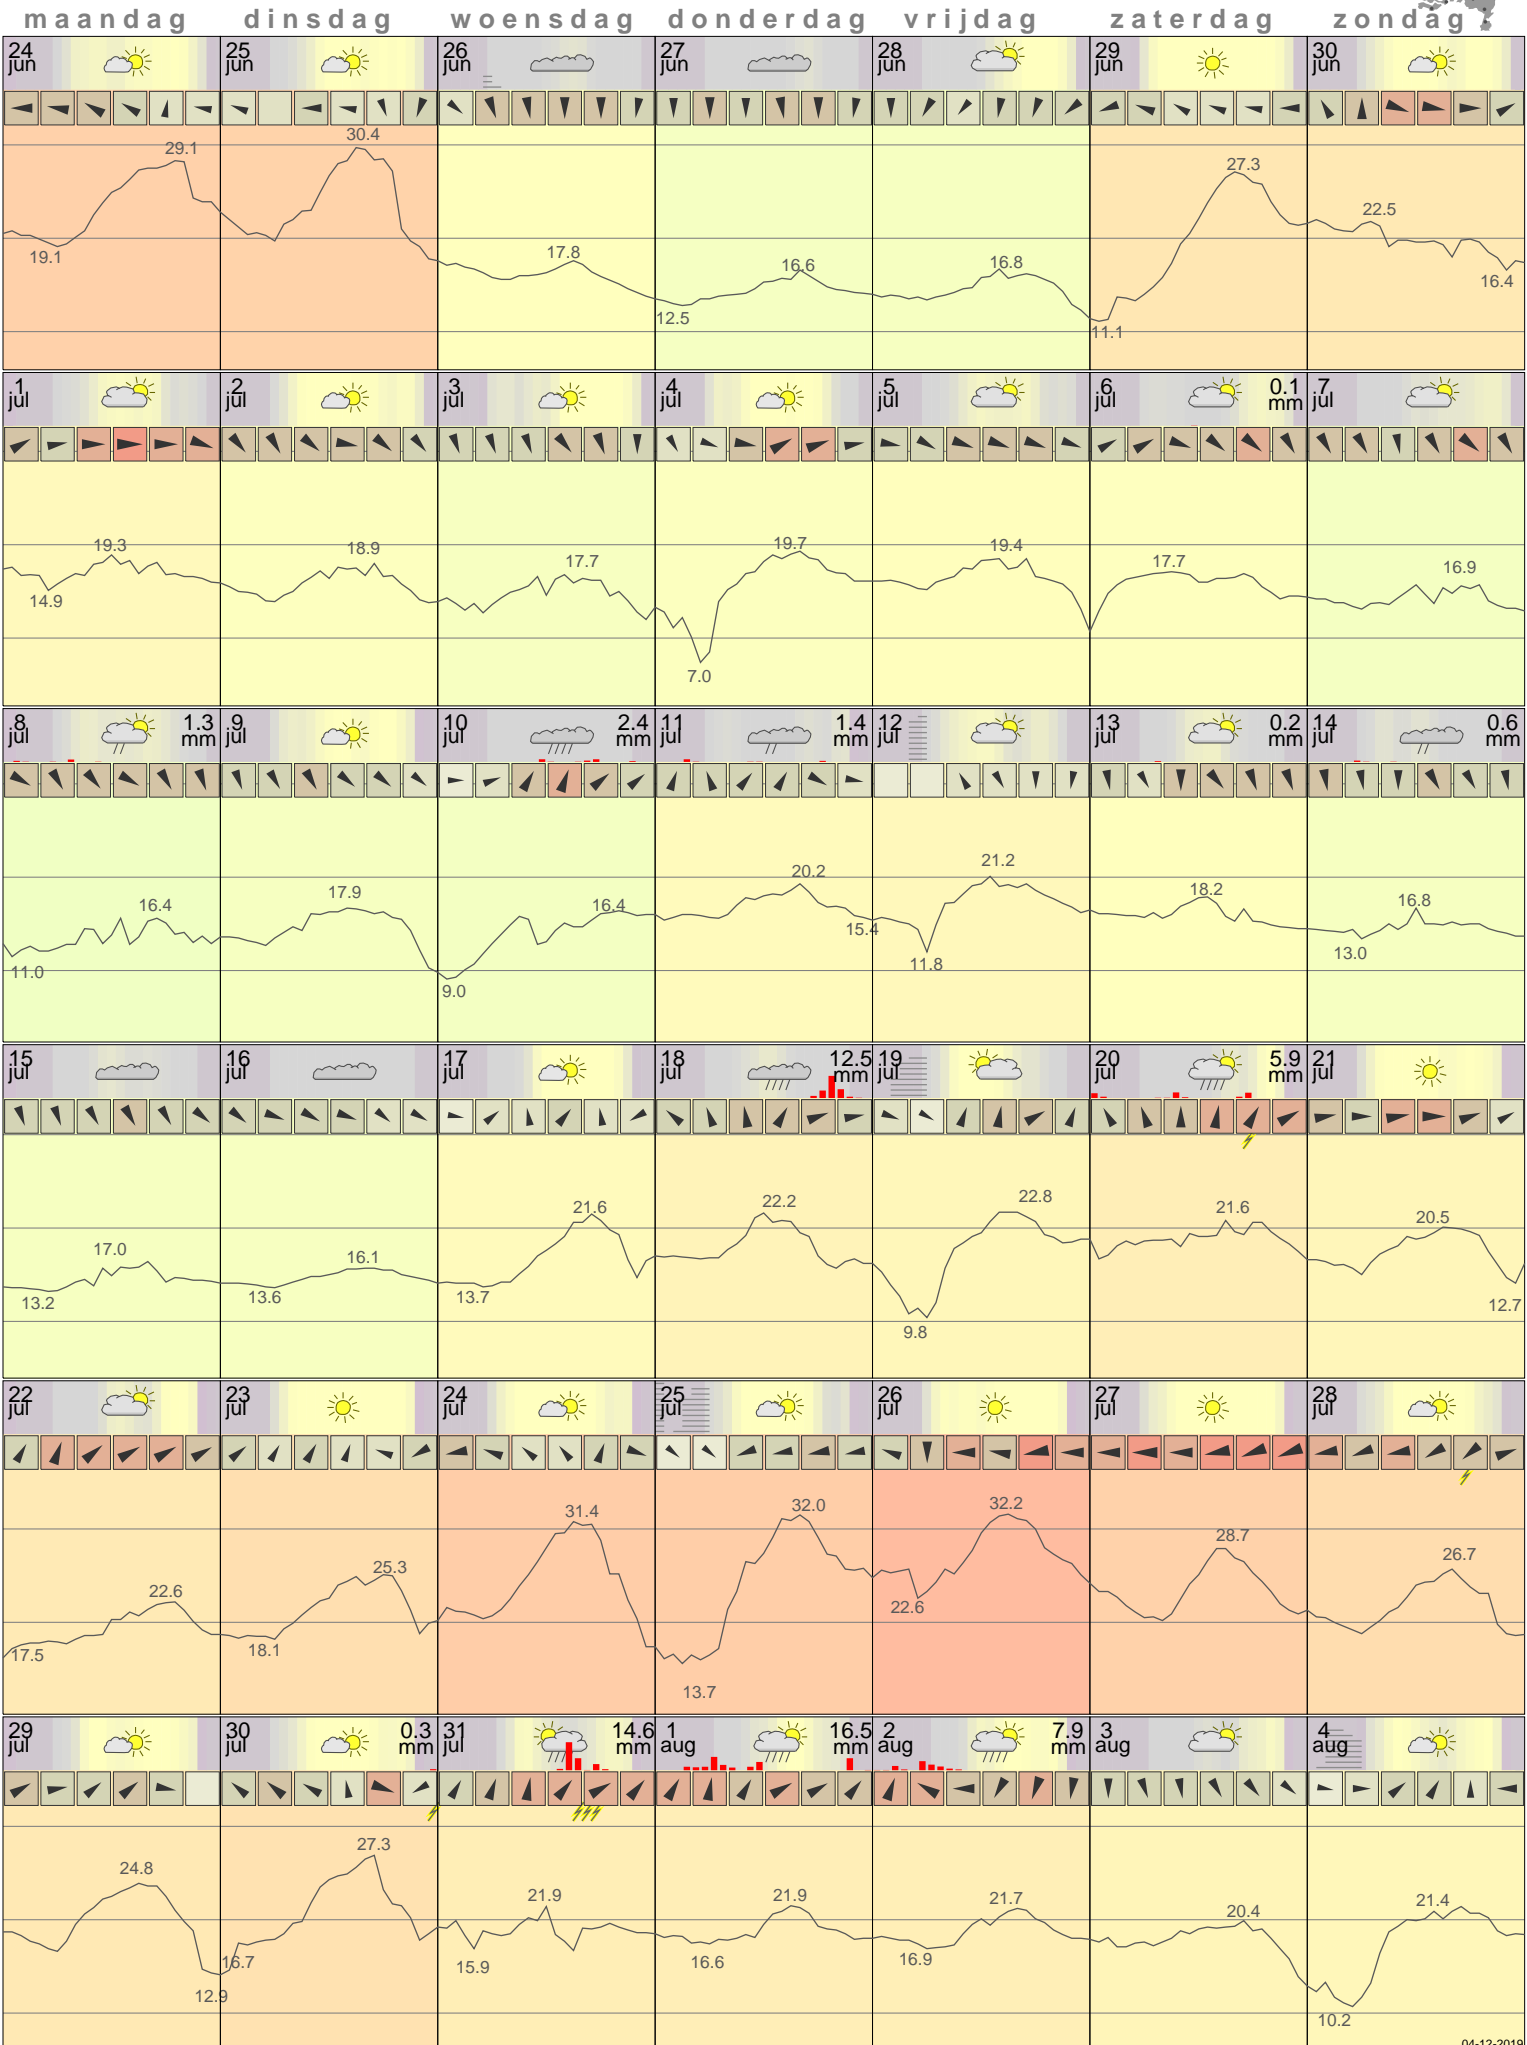 maandag dinsdag woensdag donderdag vrijdag zaterdag zondag
24 25 26 27 28 29 30
jun jun jun jun jun jun jun
29.1 30.4 17.8 16.6 16.8 27.3 22.5
19.1 12.5 11.1 16.4
1 2 3 4 5 6 0.1 7
jul jul jul jul jul jul mm jul
19.3 18.9 17.7 19.7 19.4 17.7 16.9
14.9 7.0
8 1.3 9 10 2.4 11 1.4 12 13 0.2 14 0.6
jul mm jul jul mm jul mm jul jul mm jul mm
16.4 17.9 16.4 20.2 21.2 18.2 16.8
11.0 9.0 15.4 11.8 13.0
15 16 17 18 12.5 19 20 5.9 21
jul jul jul jul mm jul jul mm jul
17.0 16.1 21.6 22.2 22.8 21.6 20.5
13.2 13.6 13.7 9.8 12.7
22 23 24 25 26 27 28
jul jul jul jul jul jul jul
22.6 25.3 31.4 32.0 32.2 28.7 26.7
17.5 18.1 13.7 22.6
29 30 0.3 31 14.6 1 16.5 2 7.9 3 4
jul jul mm jul mm aug mm aug mm aug aug
24.8 27.3 21.9 21.9 21.7 20.4 21.4
12.9 16.7 15.9 16.6 16.9 10.2
04-12-2019